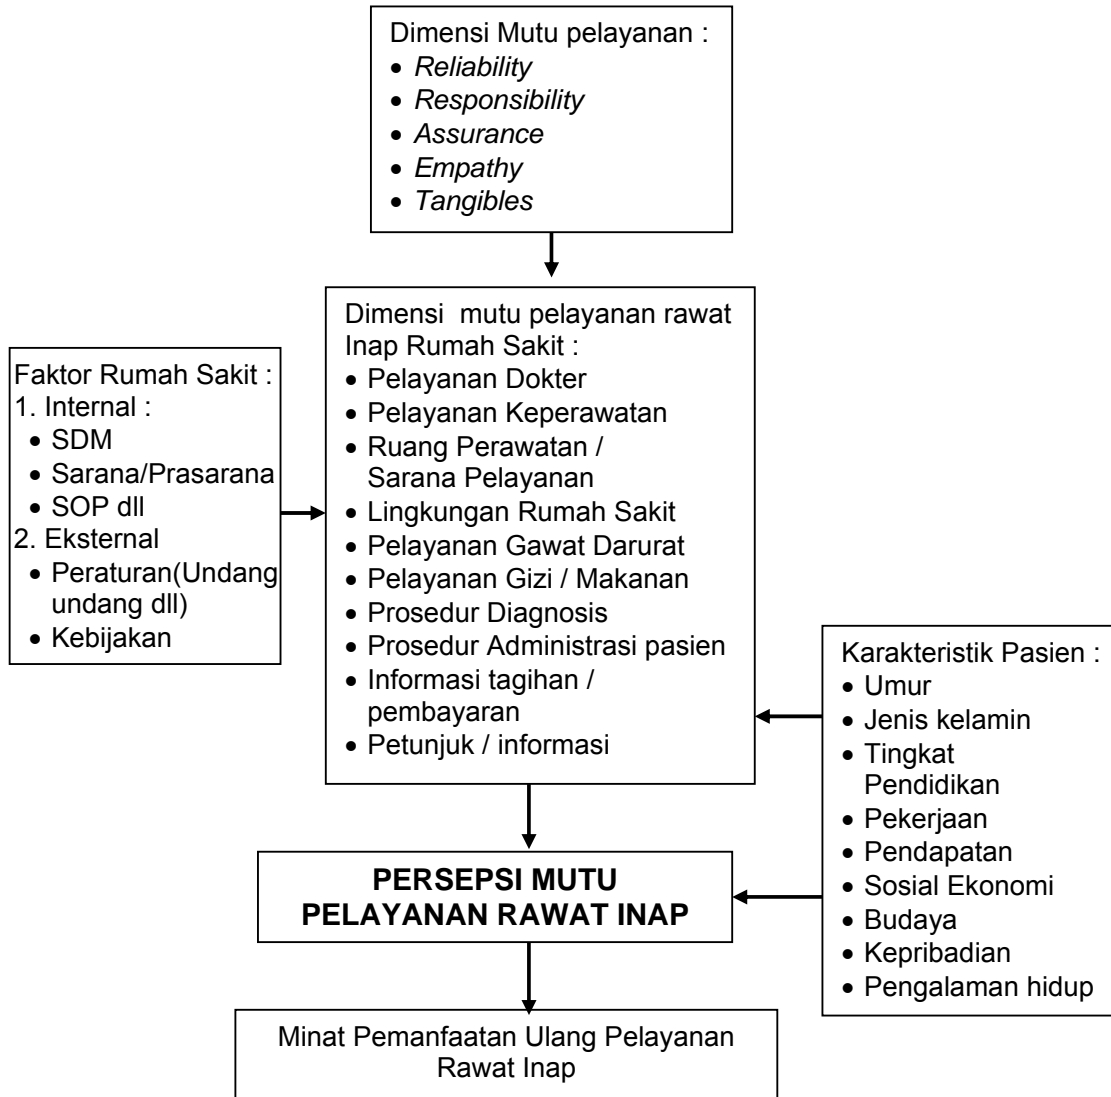 Dimensi Mutu pelayanan :
• Reliability
• Responsibility
• Assurance
• Empathy
• Tangibles
Dimensi mutu pelayanan rawat
Inap Rumah Sakit :
• Pelayanan Dokter
• Pelayanan Keperawatan
• Ruang Perawatan /
Sarana Pelayanan
• Lingkungan Rumah Sakit
• Pelayanan Gawat Darurat
• Pelayanan Gizi / Makanan
• Prosedur Diagnosis
• Prosedur Administrasi pasien
• Informasi tagihan /
pembayaran
• Petunjuk / informasi
Faktor Rumah Sakit :
1. Internal :
• SDM
• Sarana/Prasarana
• SOP dll
2. Eksternal
• Peraturan(Undang
undang dll)
• Kebijakan
Karakteristik Pasien :
• Umur
• Jenis kelamin
• Tingkat
Pendidikan
• Pekerjaan
• Pendapatan
• Sosial Ekonomi
• Budaya
• Kepribadian
• Pengalaman hidup
PERSEPSI MUTU
PELAYANAN RAWAT INAP
Minat Pemanfaatan Ulang Pelayanan
Rawat Inap